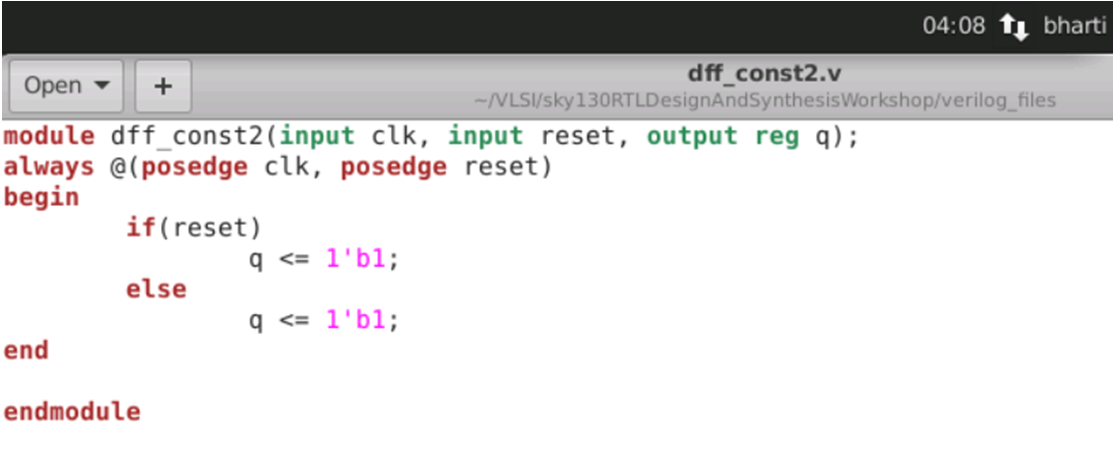 04:08 bharti
Open + dff_const2.v
~/VLSI/sky130RTLDesignAndSynthesisWorkshop/verilog_files
module dff_const2(input clk, input reset, output reg q);
always @(posedge clk, posedge reset)
begin
        if(reset)
                q <= 1'b1;
        else
                q <= 1'b1;
end

endmodule